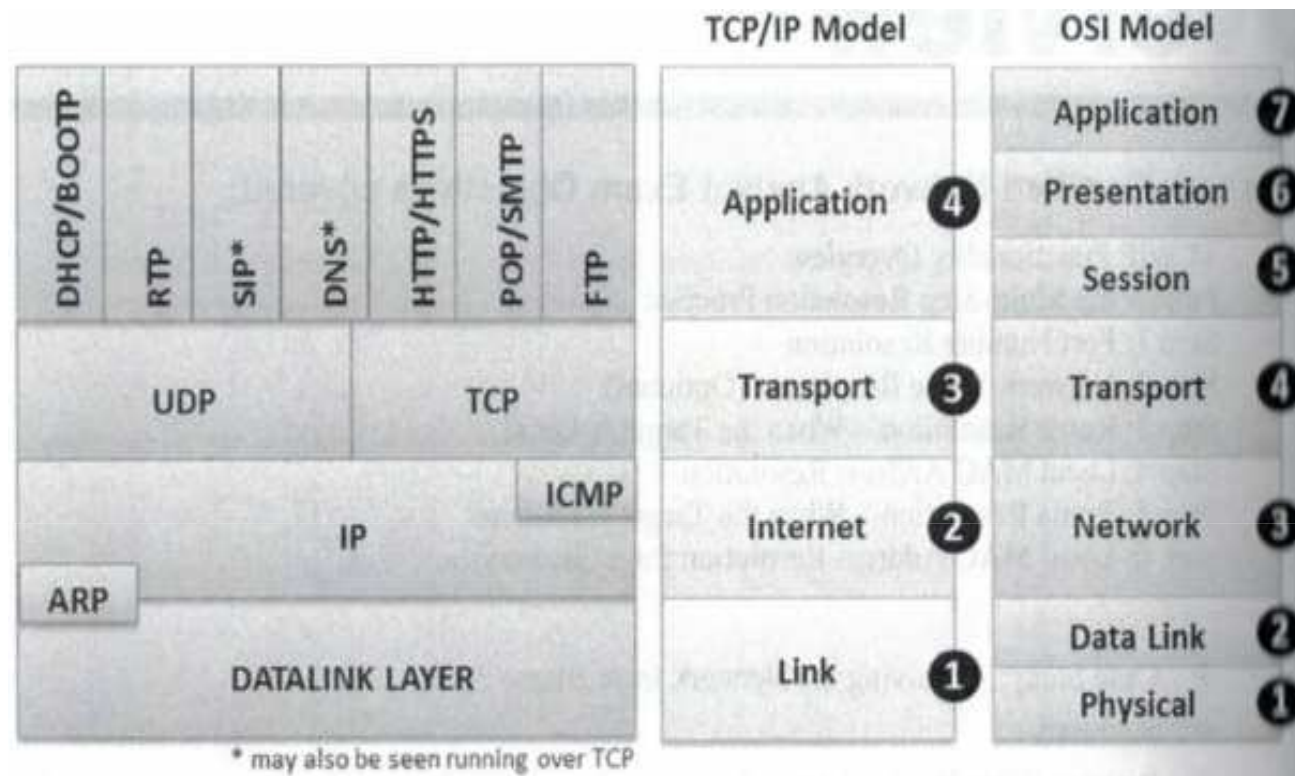 TCP/IP Model
OSI Model
DHCP/BOOTP
RTP
SIP*
DNS*
HTTP/HTTPS
POP/SMTP
FTP
UDP
TCP
IP
ICMP
ARP
DATALINK LAYER
* may also be seen running over TCP
Application 4
Transport 3
Internet 2
Link 1
Application 7
Presentation 6
Session 5
Transport 4
Network 3
Data Link 2
Physical 1